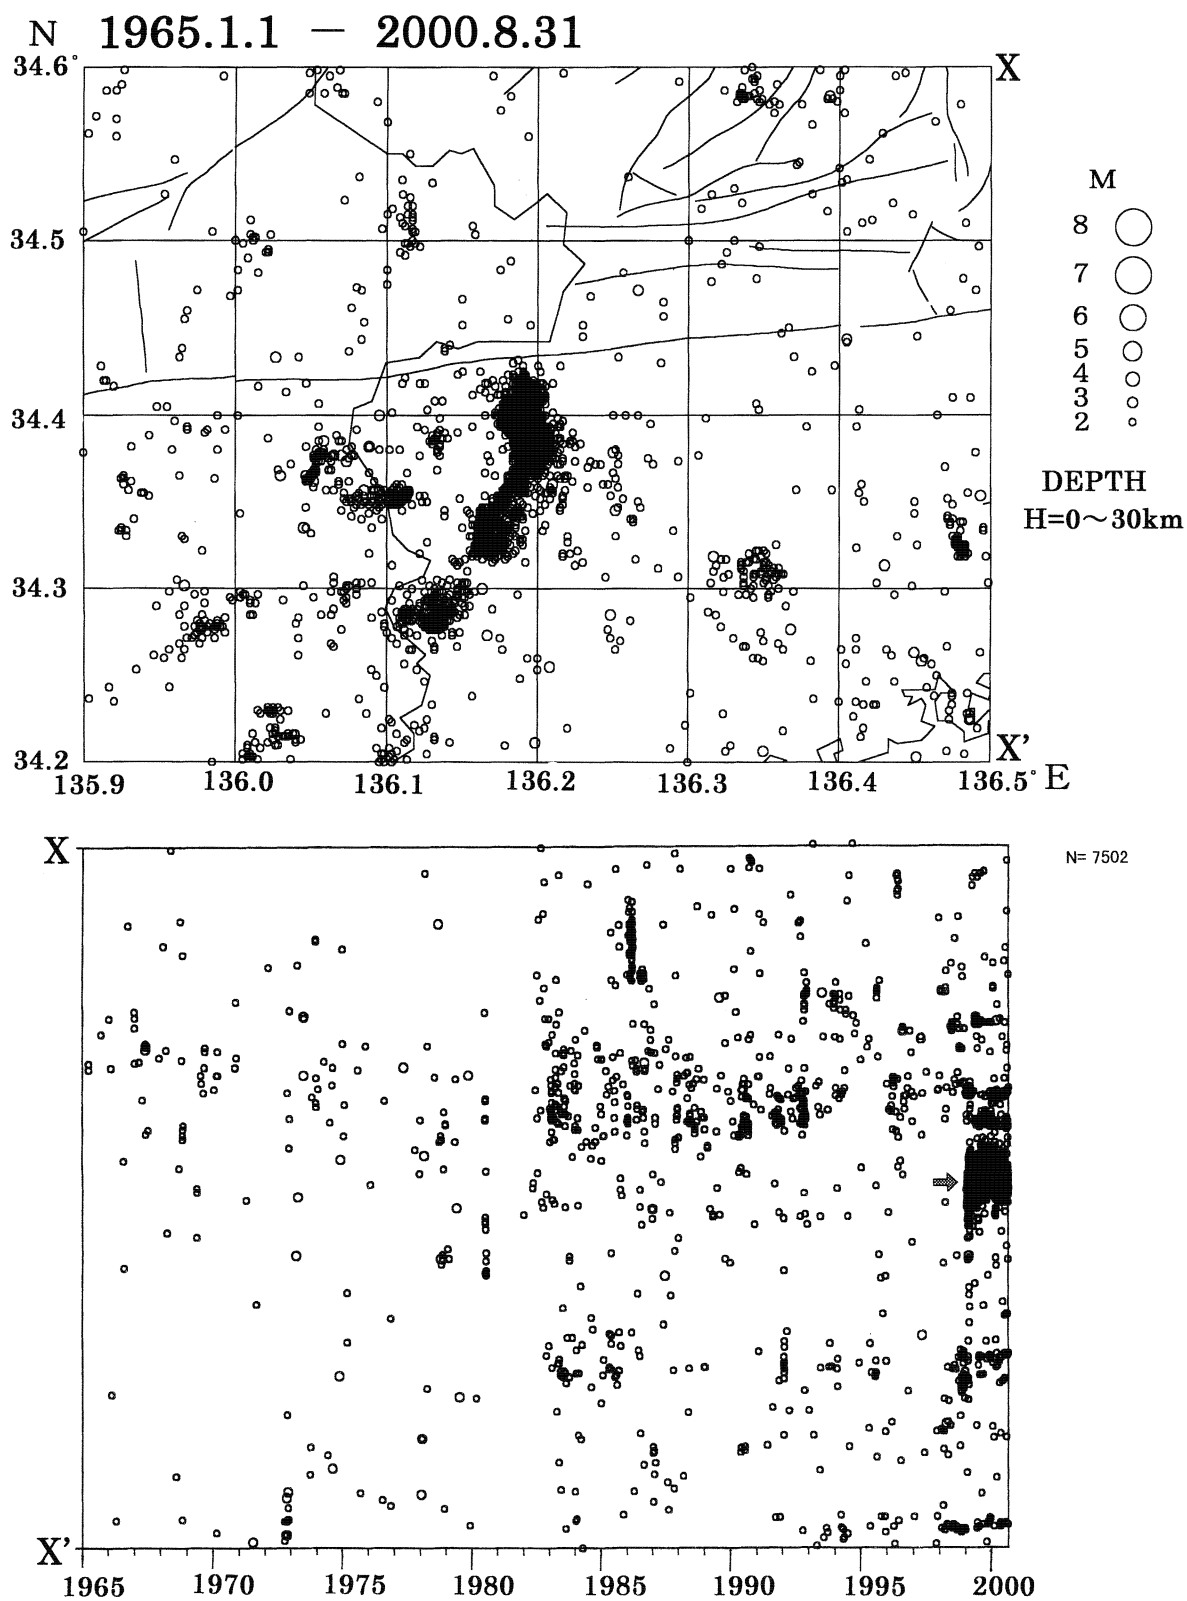 N 1965.1.1 — 2000.8.31
34.6°
X
M
8
7
6
5
4
3
2
34.5
34.4
DEPTH
H=0～30km
34.3
34.2
X'
135.9 136.0 136.1 136.2 136.3 136.4 136.5° E
X
N= 7502
X'
1965 1970 1975 1980 1985 1990 1995 2000